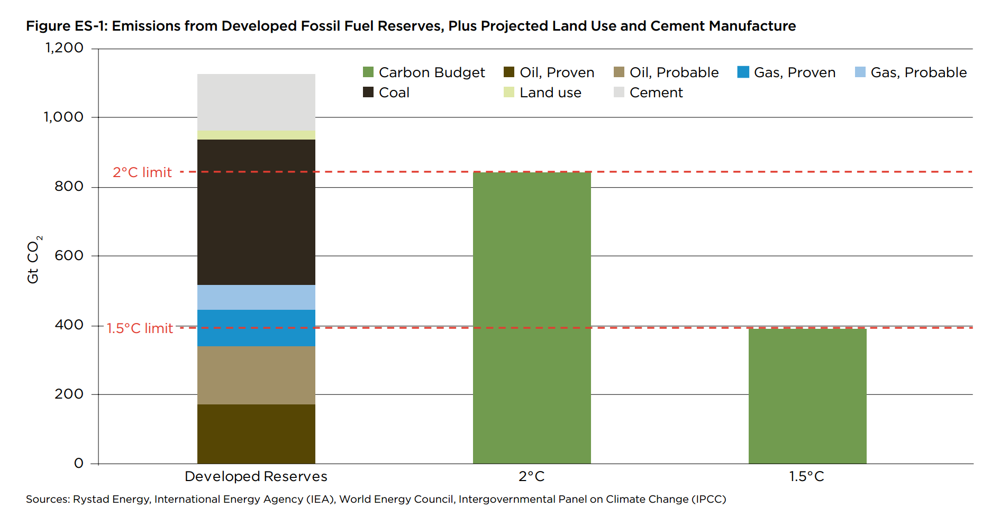 Figure ES-1: Emissions from Developed Fossil Fuel Reserves, Plus Projected Land Use and Cement Manufacture
1,200
Carbon Budget Oil, Proven Oil, Probable Gas, Proven Gas, Probable
Coal Land use Cement
1,000
2°C limit
800
Gt CO₂
600
400
1.5°C limit
200
0
Developed Reserves 2°C 1.5°C
Sources: Rystad Energy, International Energy Agency (IEA), World Energy Council, Intergovernmental Panel on Climate Change (IPCC)